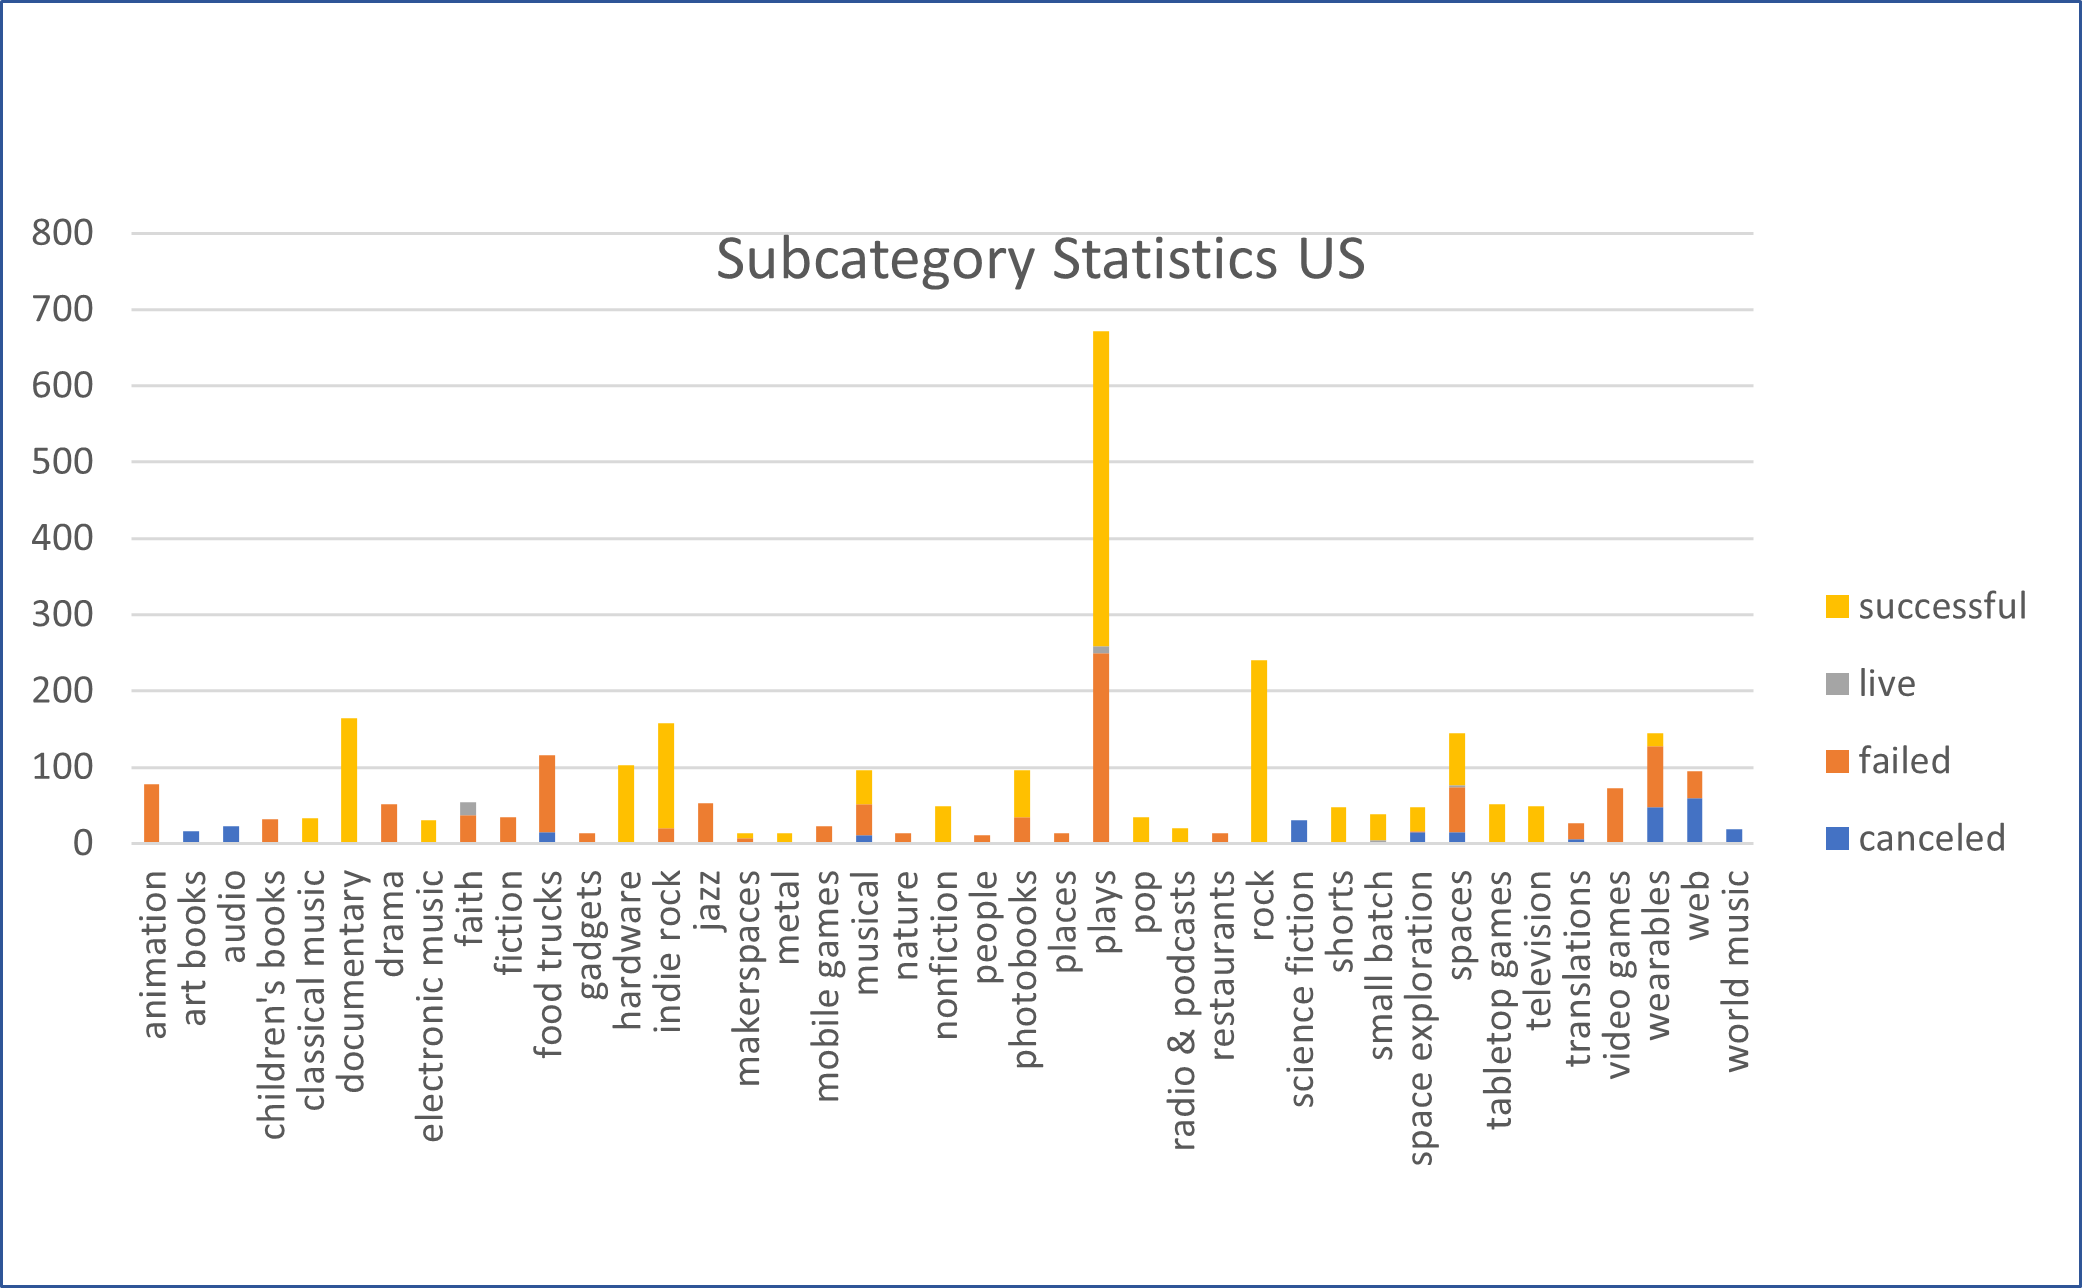 Subcategory Statistics US
800
700
600
500
400
300
200
100
0
animation
art books
audio
children's books
classical music
documentary
drama
electronic music
faith
fiction
food trucks
gadgets
hardware
indie rock
jazz
makerspaces
metal
mobile games
musical
nature
nonfiction
people
photobooks
places
plays
pop
radio & podcasts
restaurants
rock
science fiction
shorts
small batch
space exploration
spaces
tabletop games
television
translations
video games
wearables
web
world music
successful
live
failed
canceled